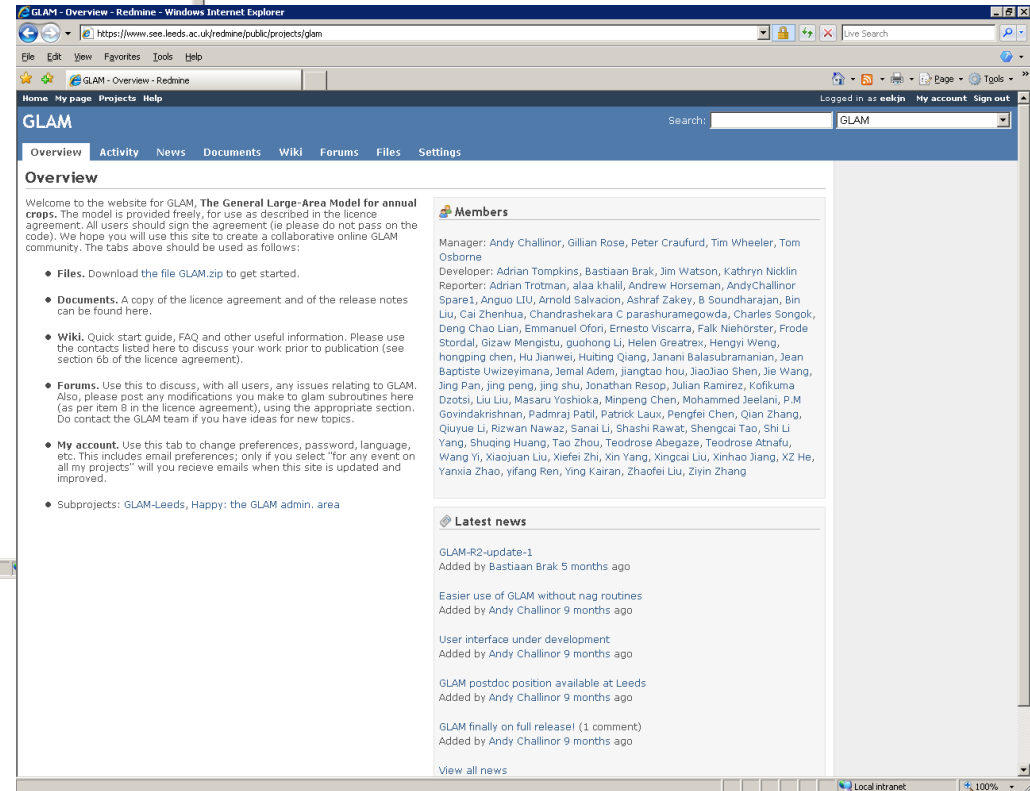 GLAM - Overview - Redmine - Windows Internet Explorer
https://www.see.leeds.ac.uk/redmine/public/projects/glam
Live Search
File Edit View Favorites Tools Help
GLAM - Overview - Redmine
Page Tools
Home My page Projects Help
Logged in as eekjn My account Sign out
GLAM
Search:
GLAM
Overview Activity News Documents Wiki Forums Files Settings
Overview
Welcome to the website for GLAM, The General Large-Area Model for annual
crops. The model is provided freely, for use as described in the licence
agreement. All users should sign the agreement (ie please do not pass on the
code). We hope you will use this site to create a collaborative online GLAM
community. The tabs above should be used as follows:
Files. Download the file GLAM.zip to get started.
Documents. A copy of the licence agreement and of the release notes
can be found here.
Wiki. Quick start guide, FAQ and other useful information. Please use
the contacts listed here to discuss your work prior to publication (see
section 6b of the licence agreement).
Forums. Use this to discuss, with all users, any issues relating to GLAM.
Also, please post any modifications you make to glam subroutines here
(as per item 8 in the licence agreement), using the appropriate section.
Do contact the GLAM team if you have ideas for new topics.
My account. Use this tab to change preferences, password, language,
etc. This includes email preferences; only if you select "for any event on
all my projects" will you recieve emails when this site is updated and
improved.
Subprojects: GLAM-Leeds, Happy: the GLAM admin. area
Members
Manager: Andy Challinor, Gillian Rose, Peter Craufurd, Tim Wheeler, Tom
Osborne
Developer: Adrian Tompkins, Bastiaan Brak, Jim Watson, Kathryn Nicklin
Reporter: Adrian Trotman, alaa khalil, Andrew Horseman, AndyChallinor
Spare1, Anguo LIU, Arnold Salvacion, Ashraf Zakey, B Soundharajan, Bin
Liu, Cai Zhenhua, Chandrashekara C parashuramegowda, Charles Songok,
Deng Chao Lian, Emmanuel Ofori, Ernesto Viscarra, Falk Niehörster, Frode
Stordal, Gizaw Mengistu, guohong Li, Helen Greatrex, Hengyi Weng,
hongping chen, Hu Jianwei, Huiting Qiang, Janani Balasubramanian, Jean
Baptiste Uwizeyimana, Jemal Adem, jiangtao hou, JiaoJiao Shen, Jie Wang,
Jing Pan, jing peng, jing shu, Jonathan Resop, Julian Ramirez, Kofikuma
Dzotsi, Liu Liu, Masaru Yoshioka, Minpeng Chen, Mohammed Jeelani, P.M
Govindakrishnan, Padmraj Patil, Patrick Laux, Pengfei Chen, Qian Zhang,
Qiuyue Li, Rizwan Nawaz, Sanai Li, Shashi Rawat, Shengcai Tao, Shi Li
Yang, Shuqing Huang, Tao Zhou, Teodrose Abegaze, Teodrose Atnafu,
Wang Yi, Xiaojuan Liu, Xiefei Zhi, Xin Yang, Xingcai Liu, Xinhao Jiang, XZ He,
Yanxia Zhao, yifang Ren, Ying Kairan, Zhaofei Liu, Ziyin Zhang
Latest news
GLAM-R2-update-1
Added by Bastiaan Brak 5 months ago
Easier use of GLAM without nag routines
Added by Andy Challinor 9 months ago
User interface under development
Added by Andy Challinor 9 months ago
GLAM postdoc position available at Leeds
Added by Andy Challinor 9 months ago
GLAM finally on full release! (1 comment)
Added by Andy Challinor 9 months ago
View all news
Local intranet
100%